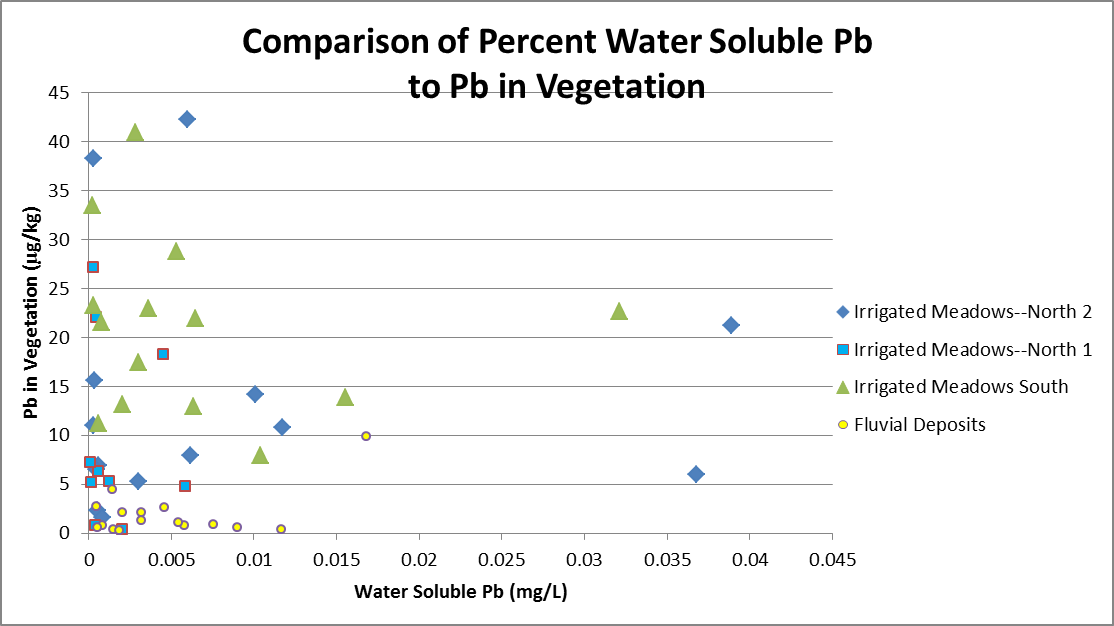 Comparison of Percent Water Soluble Pb
to Pb in Vegetation
45
40
35
30
25
20
15
10
5
0
Pb in Vegetation (µg/kg)
0 0.005 0.01 0.015 0.02 0.025 0.03 0.035 0.04 0.045
Water Soluble Pb (mg/L)
Irrigated Meadows--North 2
Irrigated Meadows--North 1
Irrigated Meadows South
Fluvial Deposits